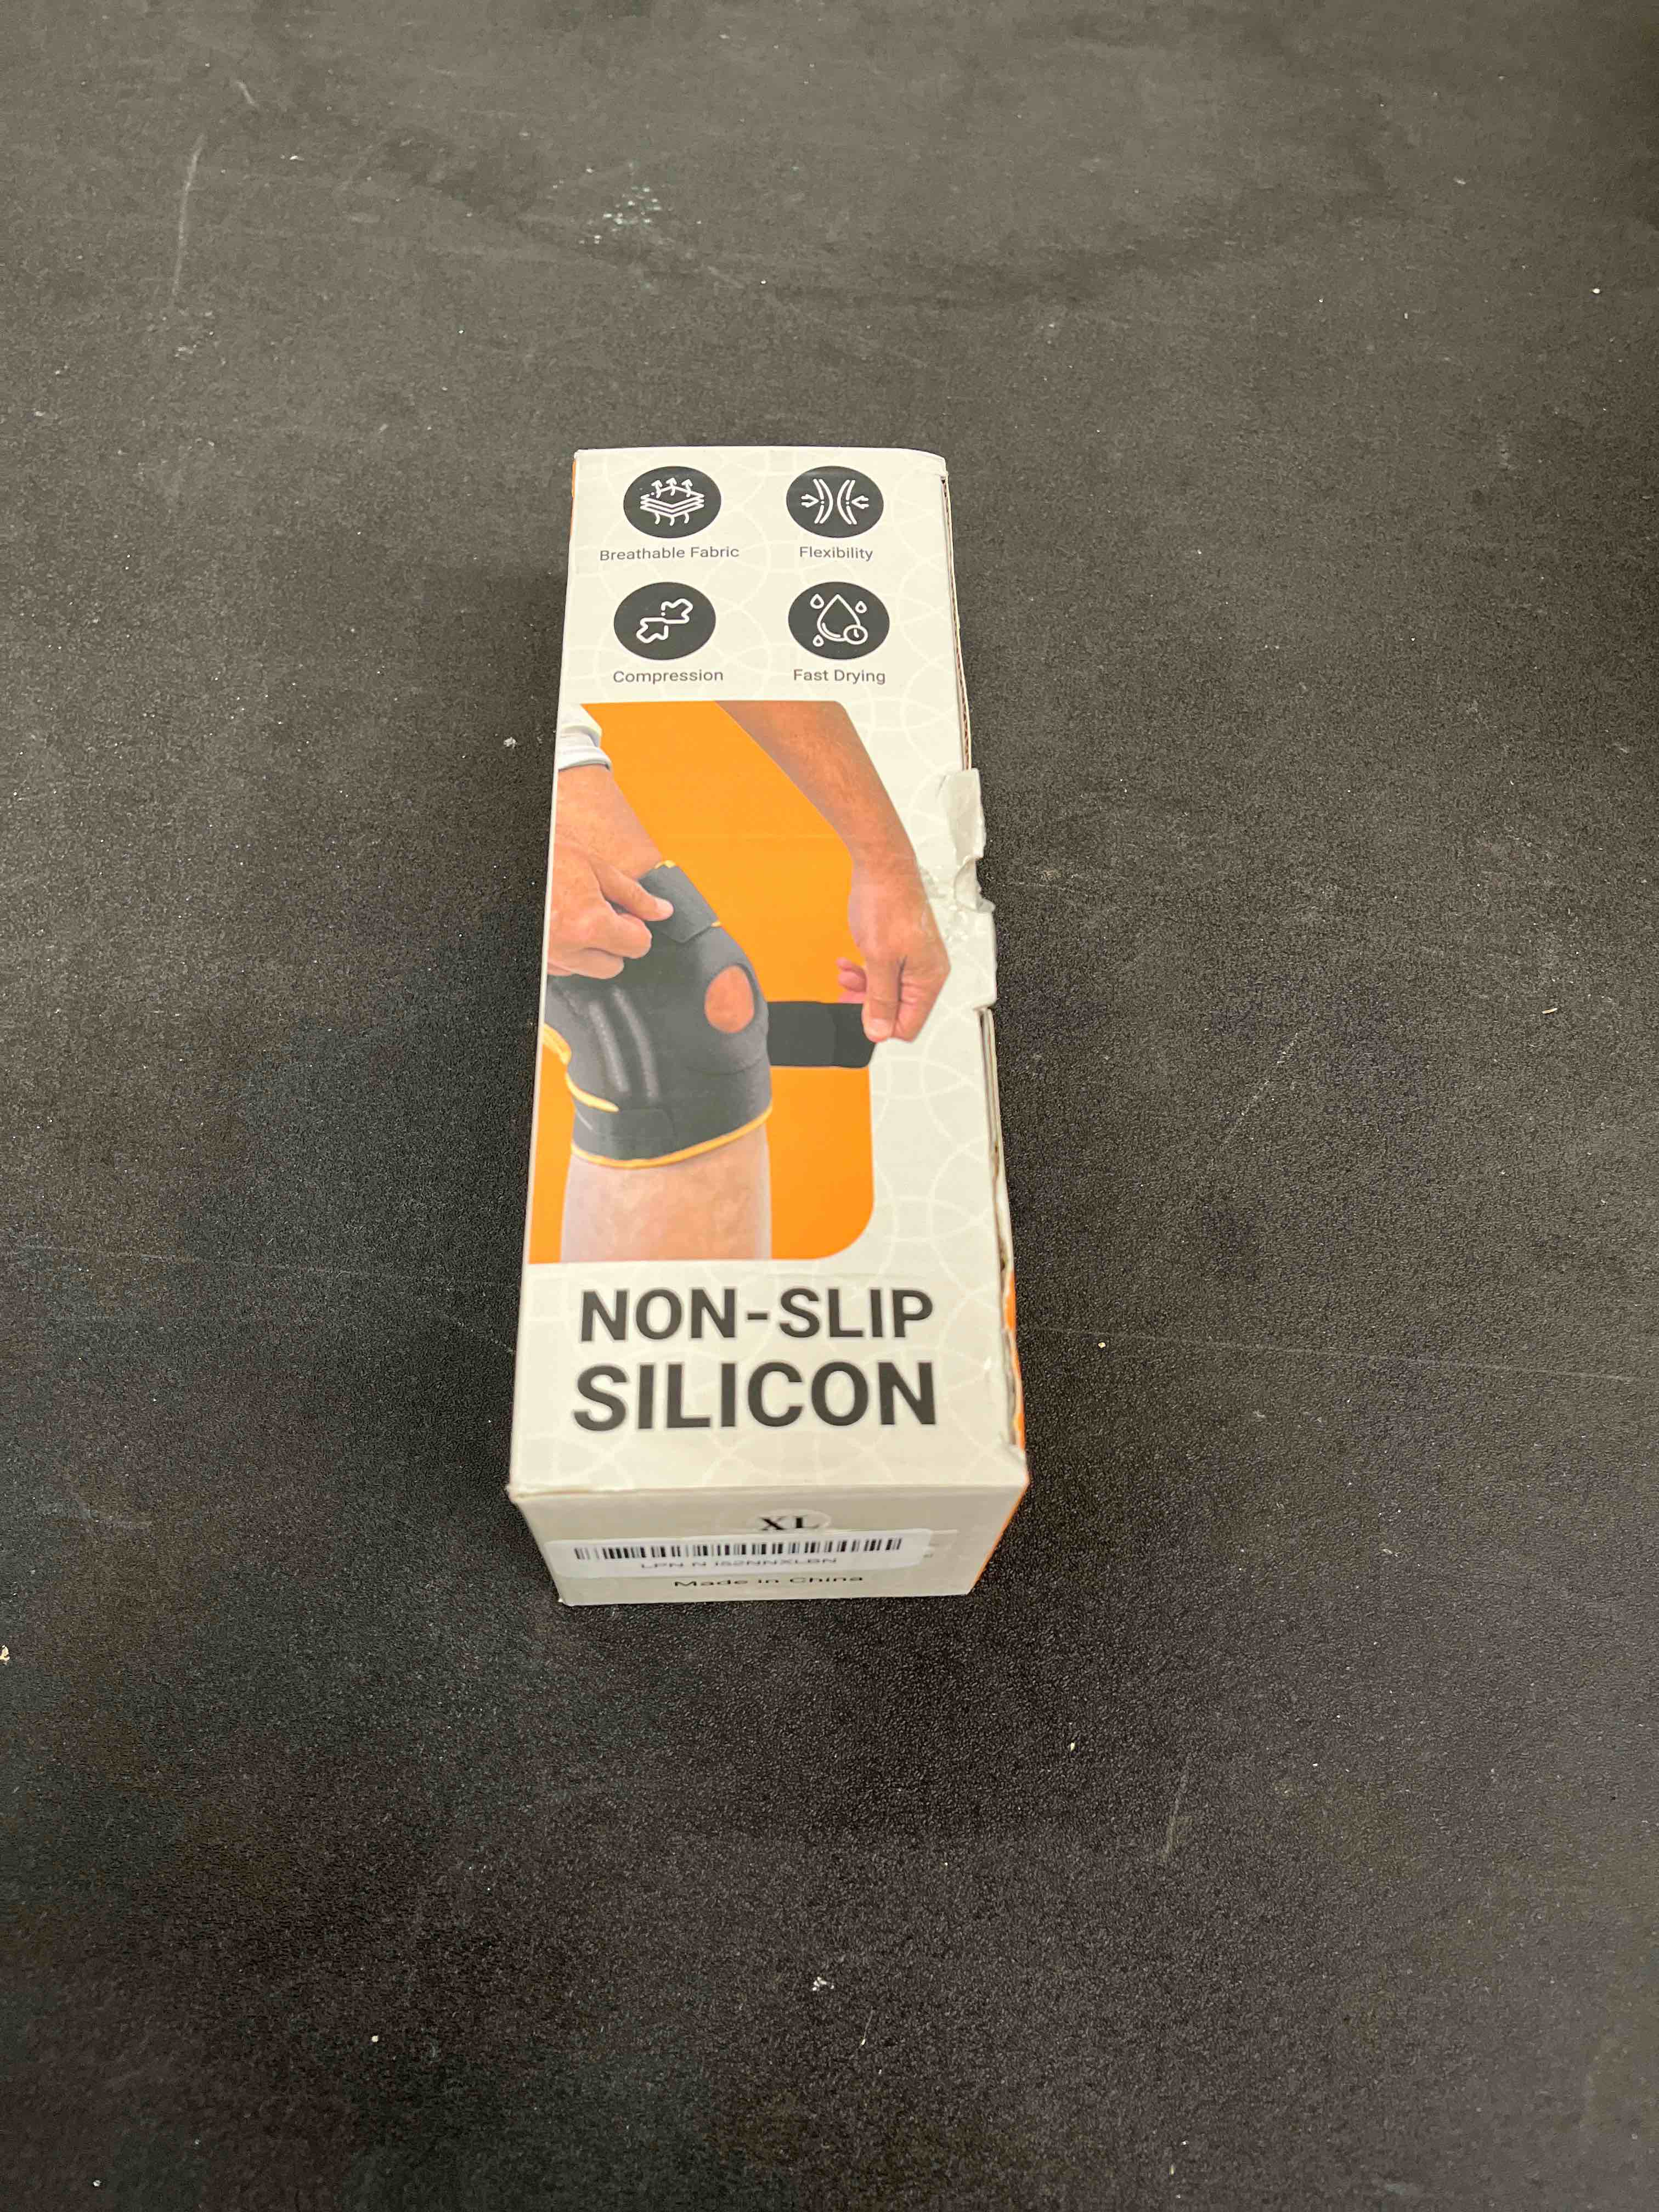 Breathable Fabric
Flexibility
Compression
Fast Drying
NON-SLIP
SILICON
XL
Made in China